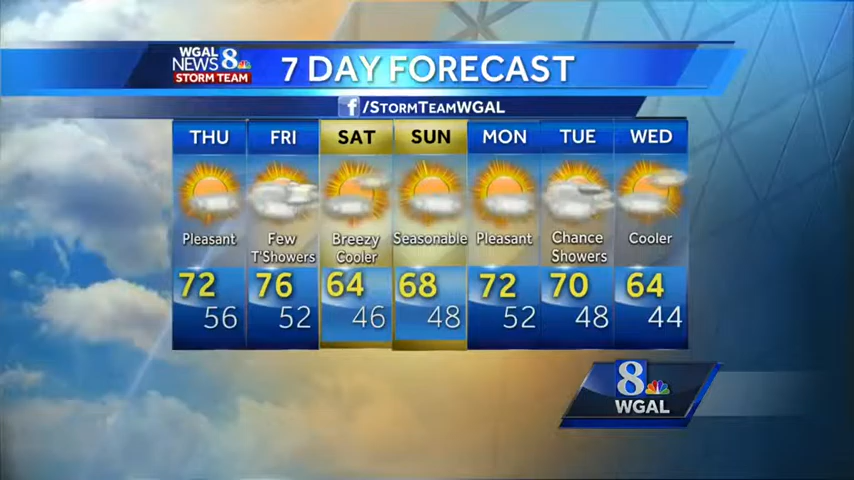 WGAL
NEWS 8
STORM TEAM
7 DAY FORECAST
f /STORMTEAMWGAL
THU FRI SAT SUN MON TUE WED
Pleasant Few T'Showers Breezy Cooler Seasonable Pleasant Chance Showers Cooler
72 76 64 68 72 70 64
56 52 46 48 52 48 44
8
WGAL